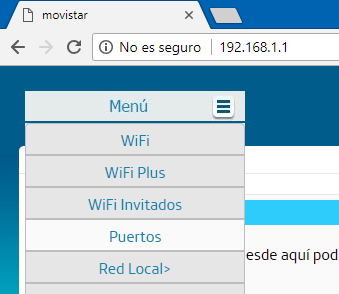 movistar
No es seguro 192.168.1.1
Menú
WiFi
WiFi Plus
WiFi Invitados
Puertos
esde aquí pod
Red Local>